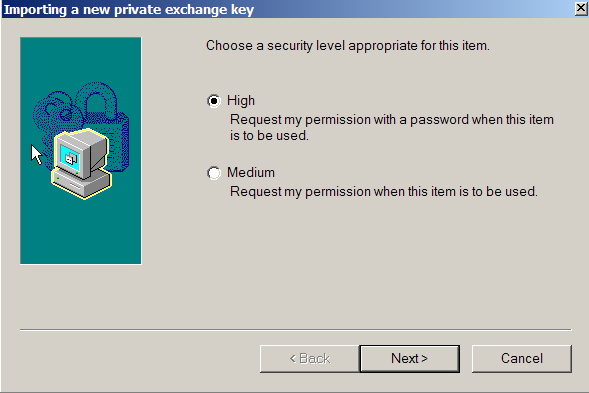 Importing a new private exchange key
Choose a security level appropriate for this item.
High
Request my permission with a password when this item
is to be used.
Medium
Request my permission when this item is to be used.
< Back
Next >
Cancel